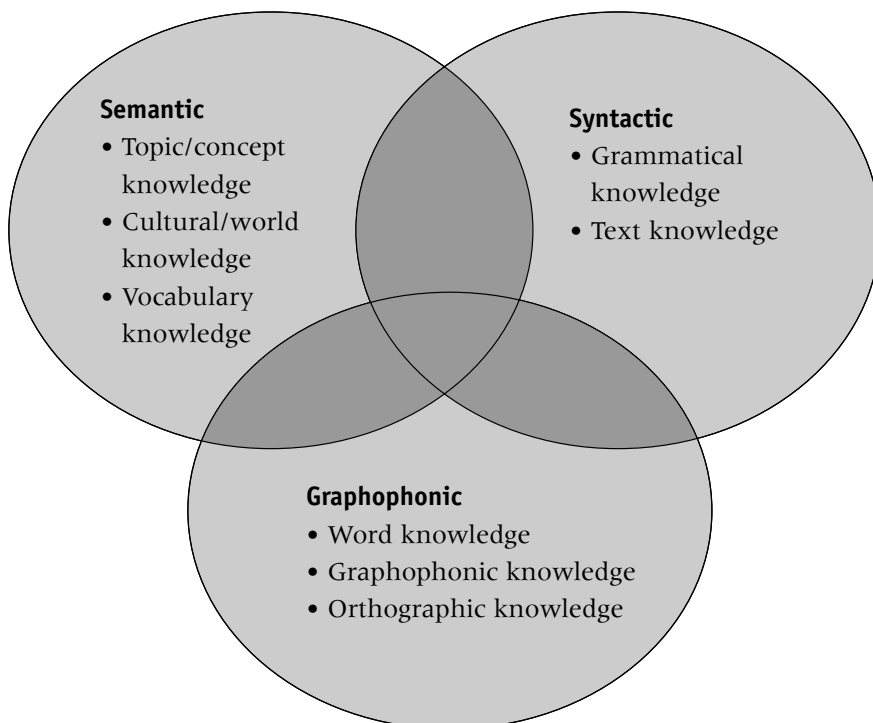 Semantic
• Topic/concept
knowledge
• Cultural/world
knowledge
• Vocabulary
knowledge
Syntactic
• Grammatical
knowledge
• Text knowledge
Graphophonic
• Word knowledge
• Graphophonic knowledge
• Orthographic knowledge